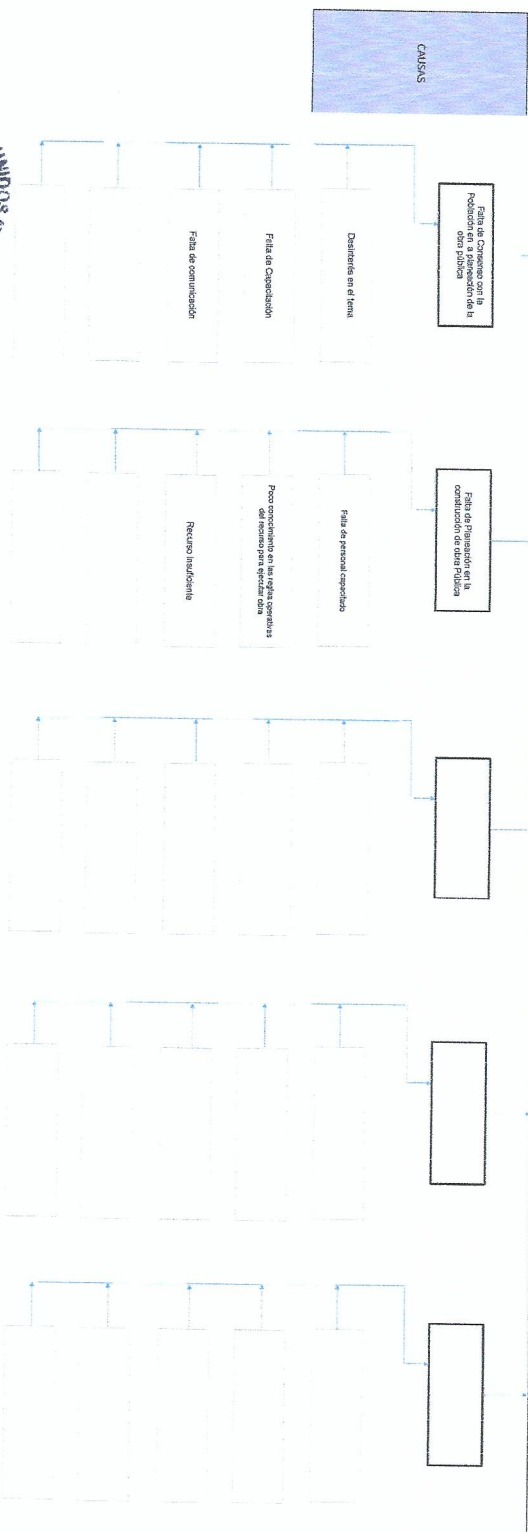 CAUSAS
Falta de Consenso con la
Población en a planeación de la
obra pública
Desinterés en el tema
Falta de Capacitación
Falta de comunicación
Falta de Planeación en la
construcción de obra Pública
Falta de personal capacitado
Poco conocimiento en las reglas operativas
del recurso para ejecutar obra
Recurso Insuficiente
UNIDOS